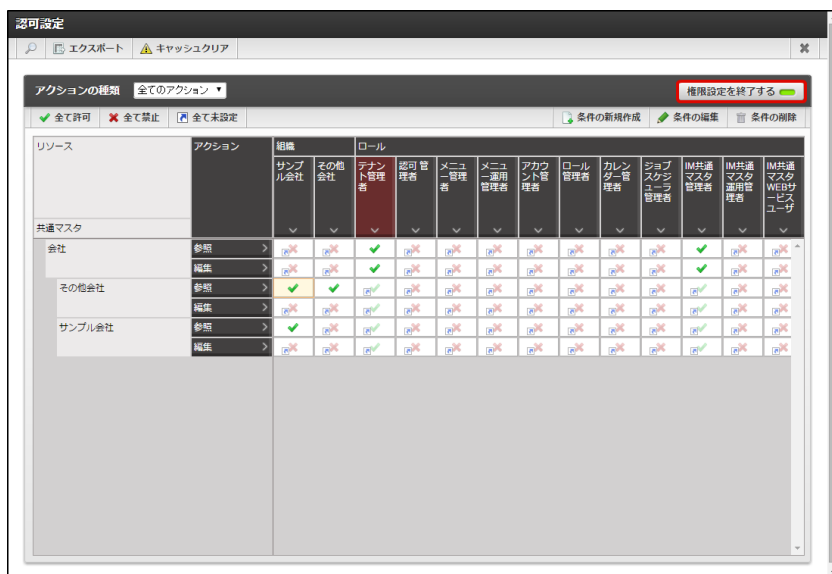 認可設定
エクスポート キャッシュクリア
アクションの種類 全てのアクション 権限設定を終了する
全て許可 全て禁止 全て未設定 条件の新規作成 条件の編集 条件の削除
リソース アクション 組織 ロール
サンプル会社 その他会社 テナント管理者 認可管理者 メニュー管理者 メニュー運用管理者 アカウント管理者 ロール管理者 カレンダー管理者 ジョブスケジューラ管理者 IM共通マスタ管理者 IM共通マスタ運用管理者 IM共通マスタWEBサービスユーザ
共通マスタ
会社 参照
編集
その他会社 参照
編集
サンプル会社 参照
編集